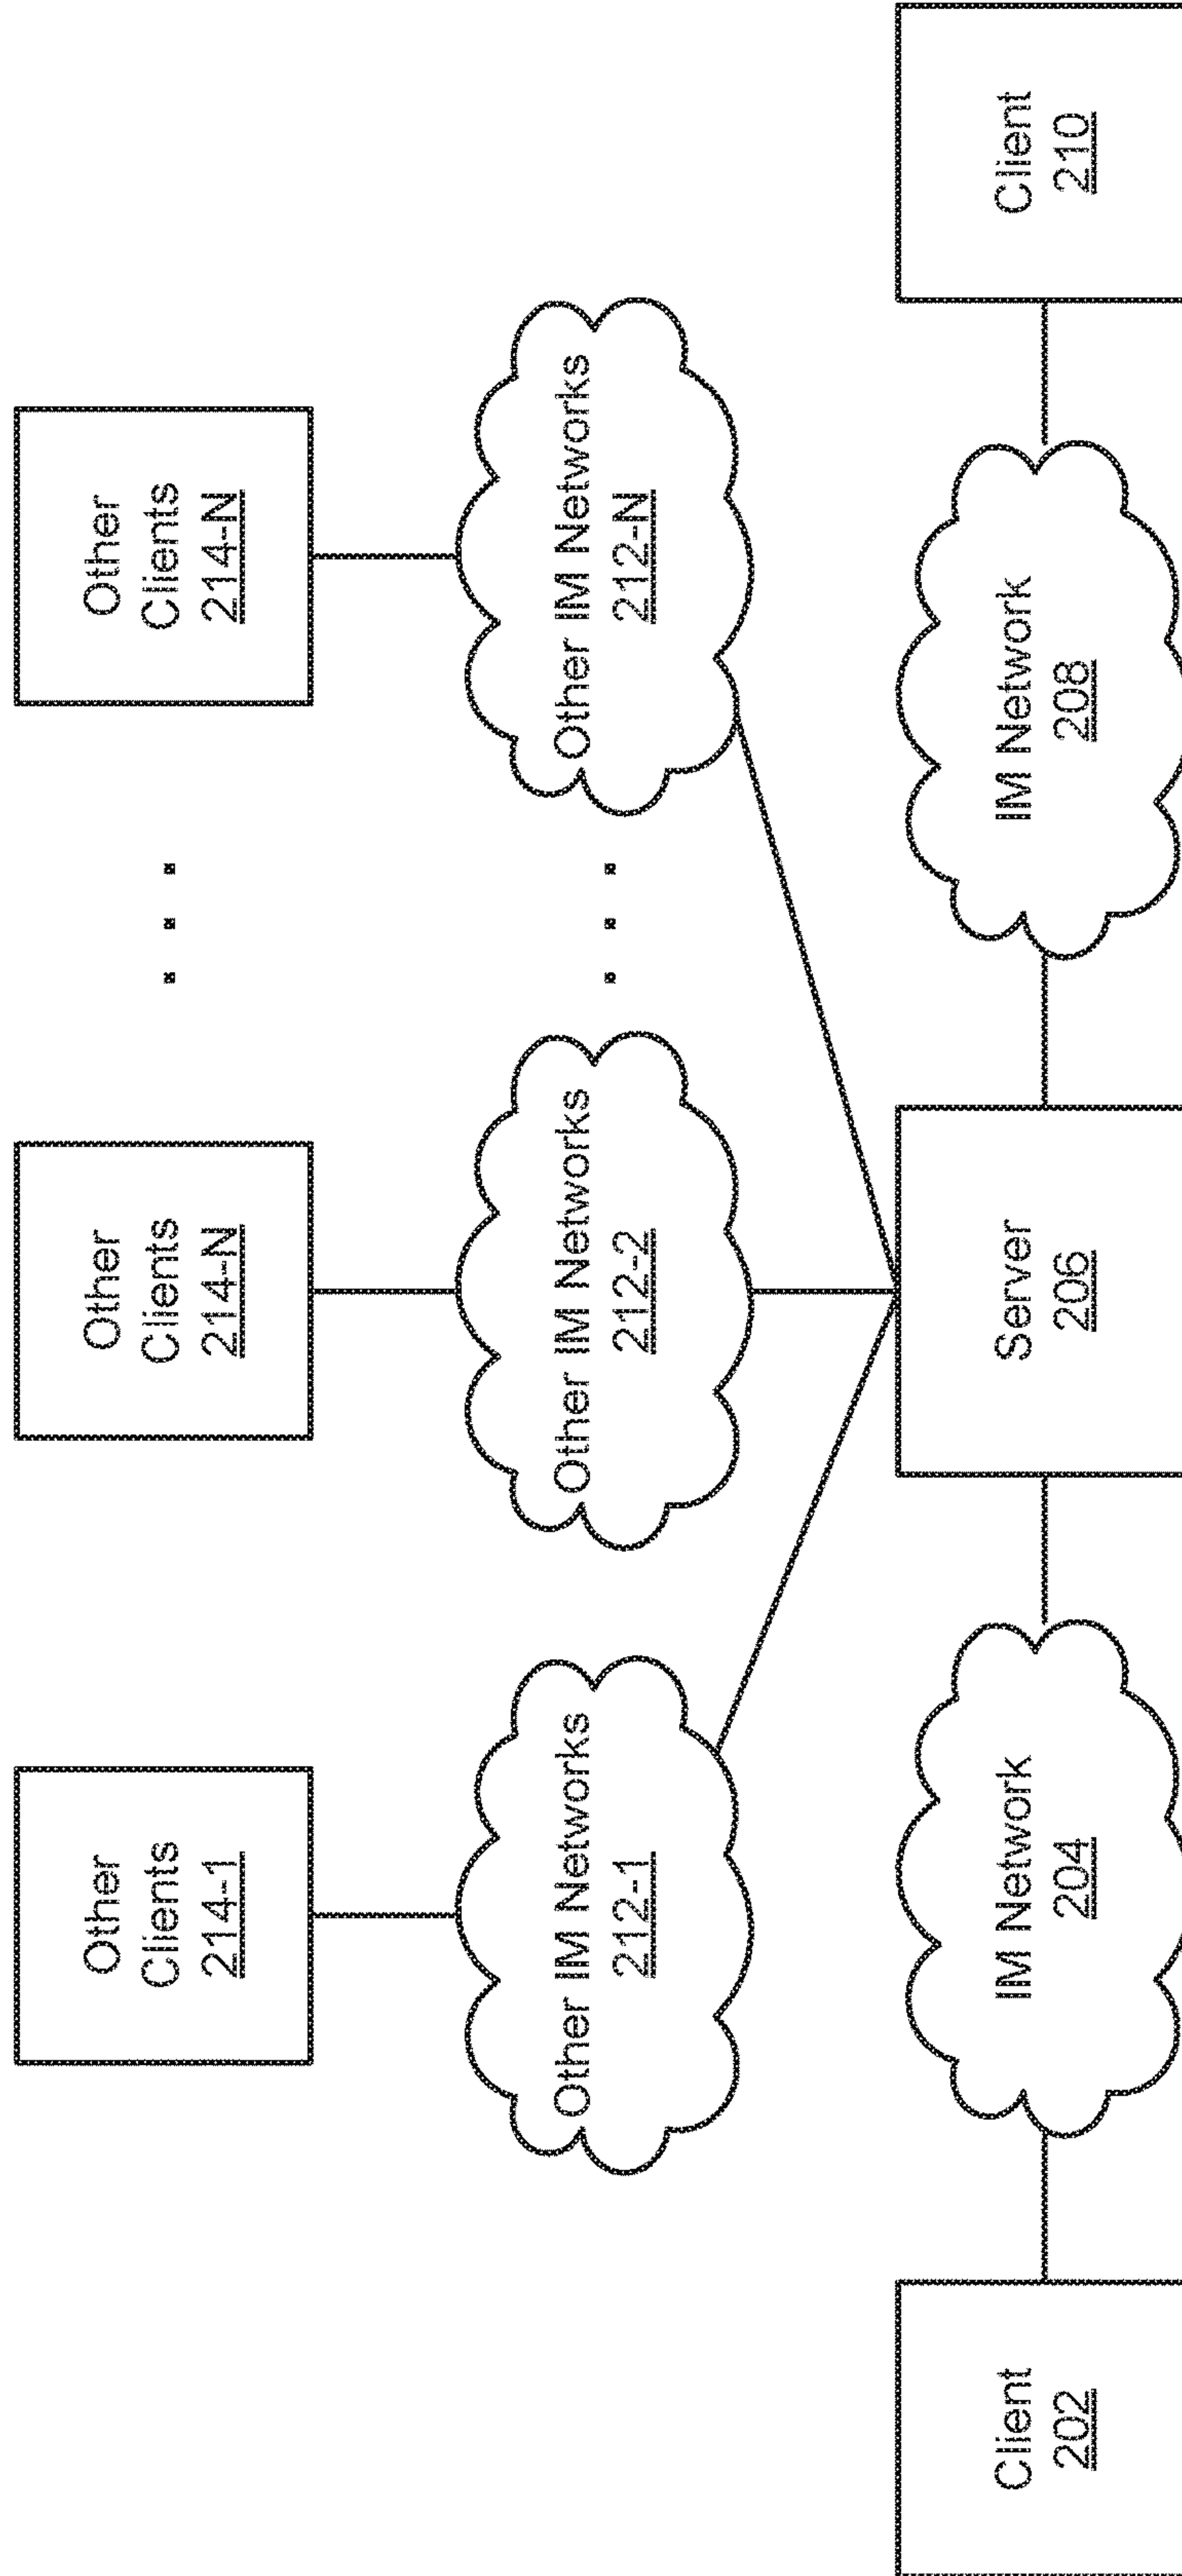 Other
Clients
214-1
Other
Clients
214-N
Other
Clients
214-N
Other IM Networks
212-1
Other IM Networks
212-2
Other IM Networks
212-N
Client
202
IM Network
204
Server
206
IM Network
208
Client
210